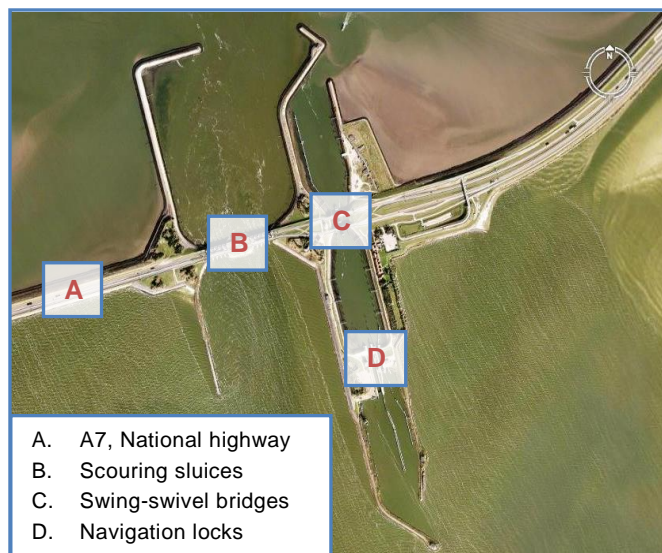 N
B
C
A
D
A. A7, National highway
B. Scouring sluices
C. Swing-swivel bridges
D. Navigation locks